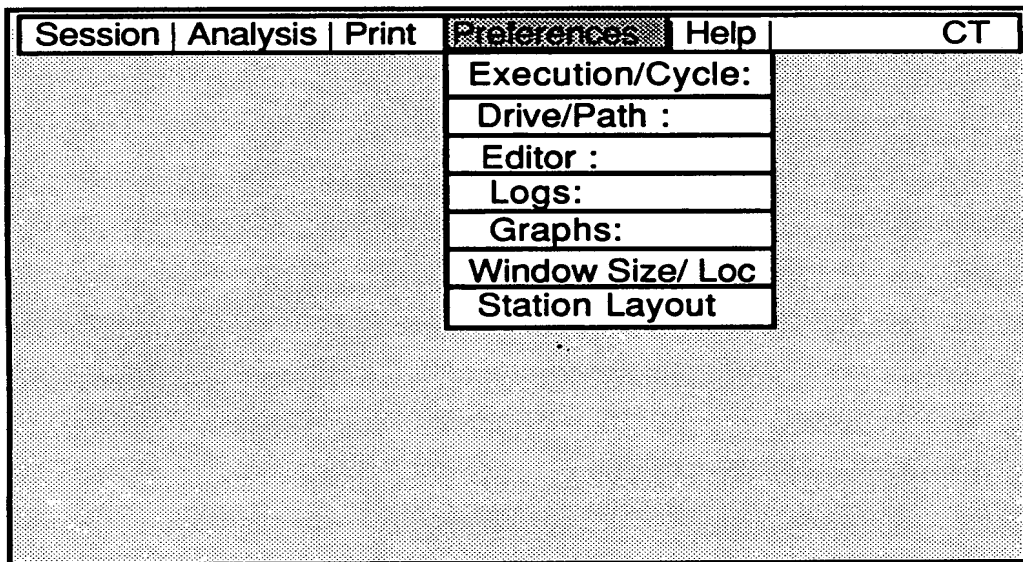 Session | Analysis | Print Preferences Help | CT
Execution/Cycle:
Drive/Path :
Editor :
Logs:
Graphs:
Window Size/ Loc
Station Layout